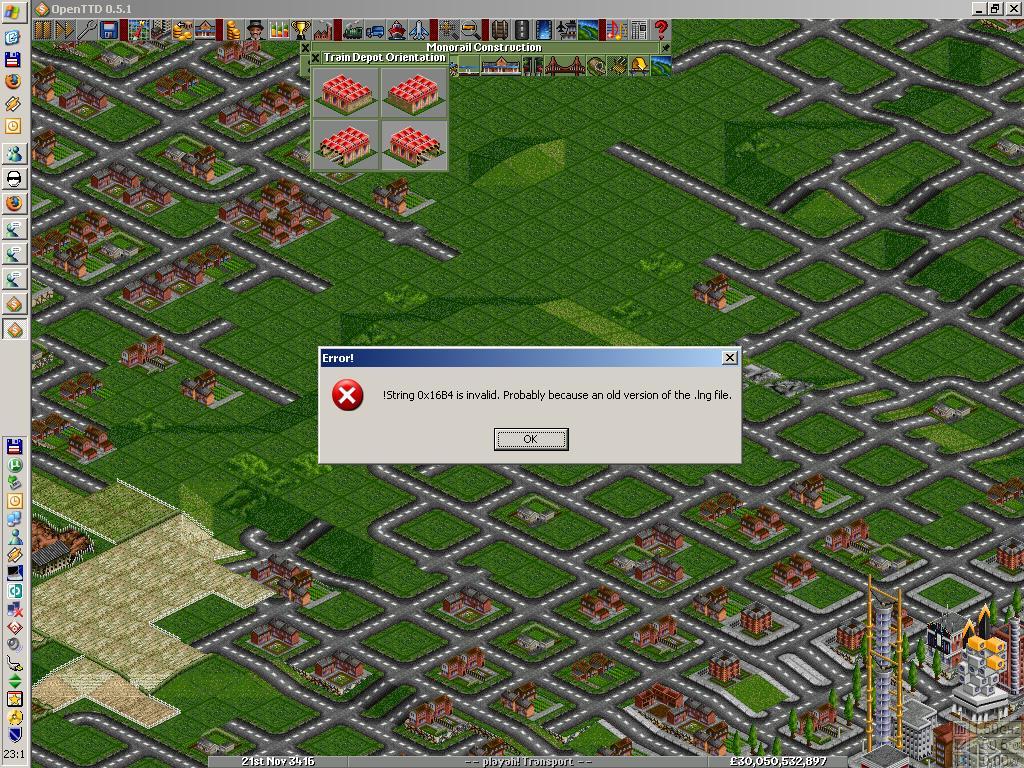 OpenTTD 0.5.1
Monorail Construction
Train Depot Orientation
Error!
!String 0x16B4 is invalid. Probably because an old version of the .lng file.
OK
23:1
21st Nov 3416
-- playah! Transport --
£30,050,532,897